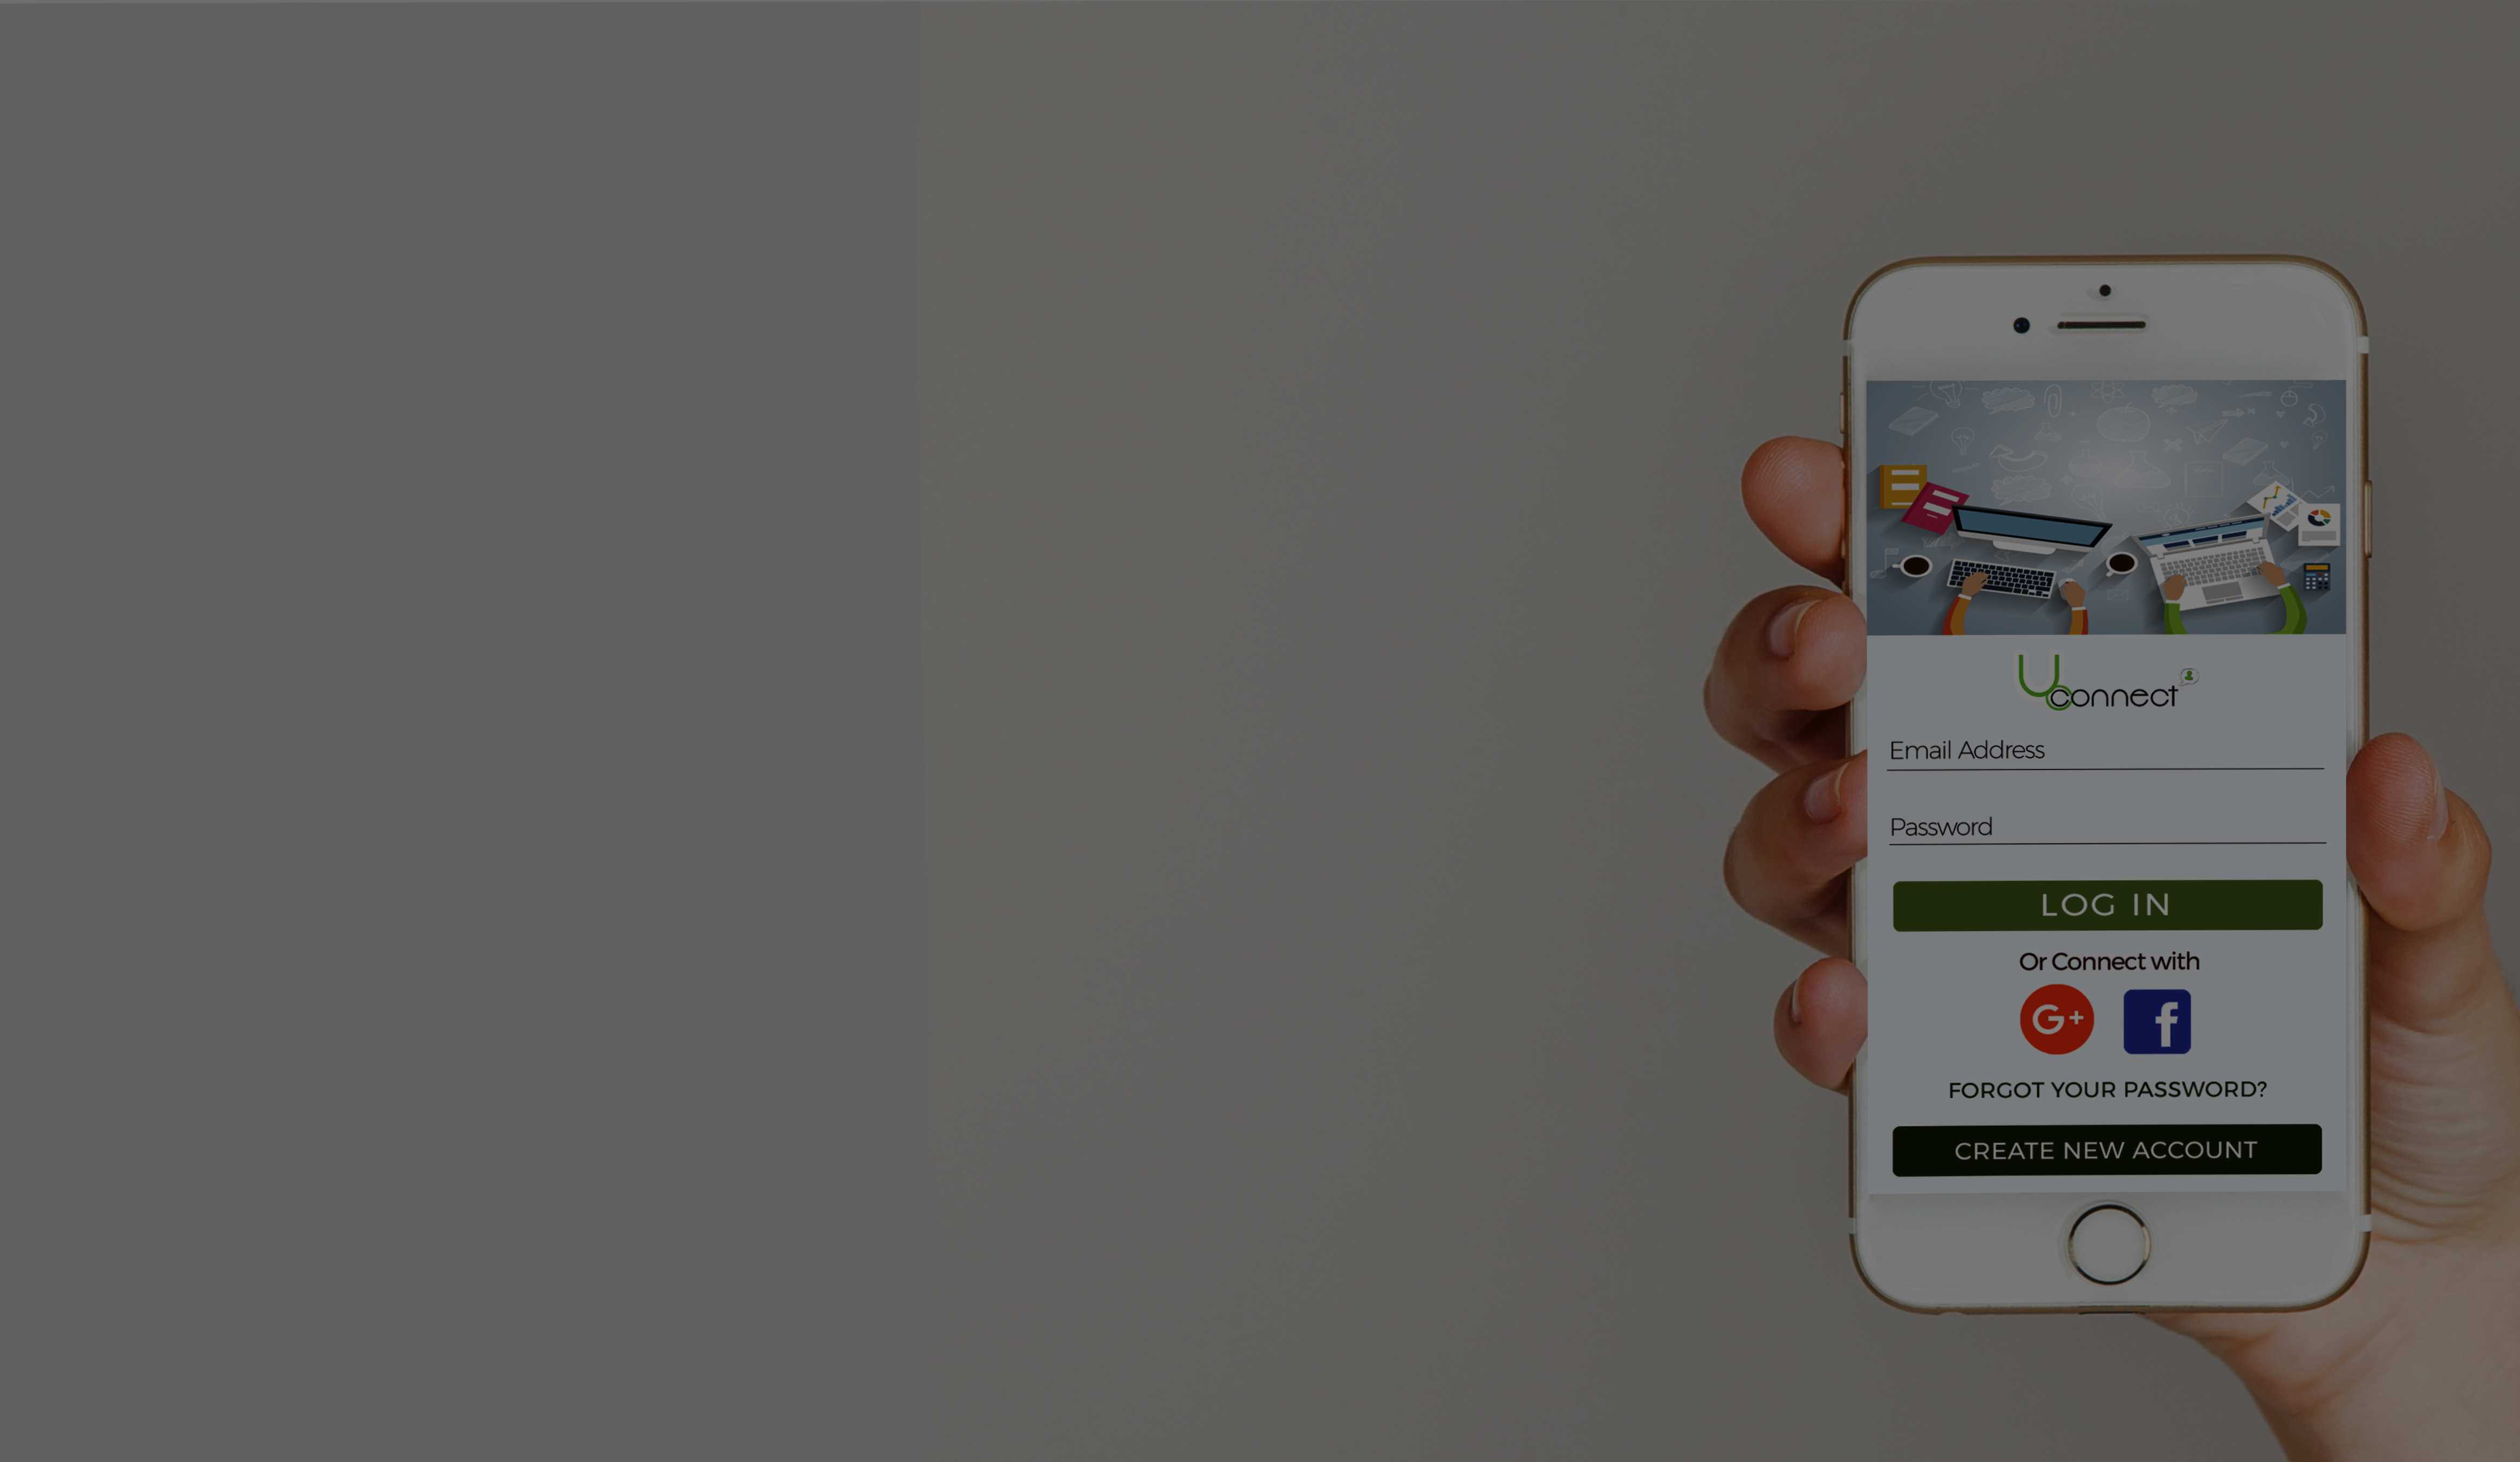 Uconnect
Email Address
Password
LOG IN
Or Connect with
G+ f
FORGOT YOUR PASSWORD?
CREATE NEW ACCOUNT